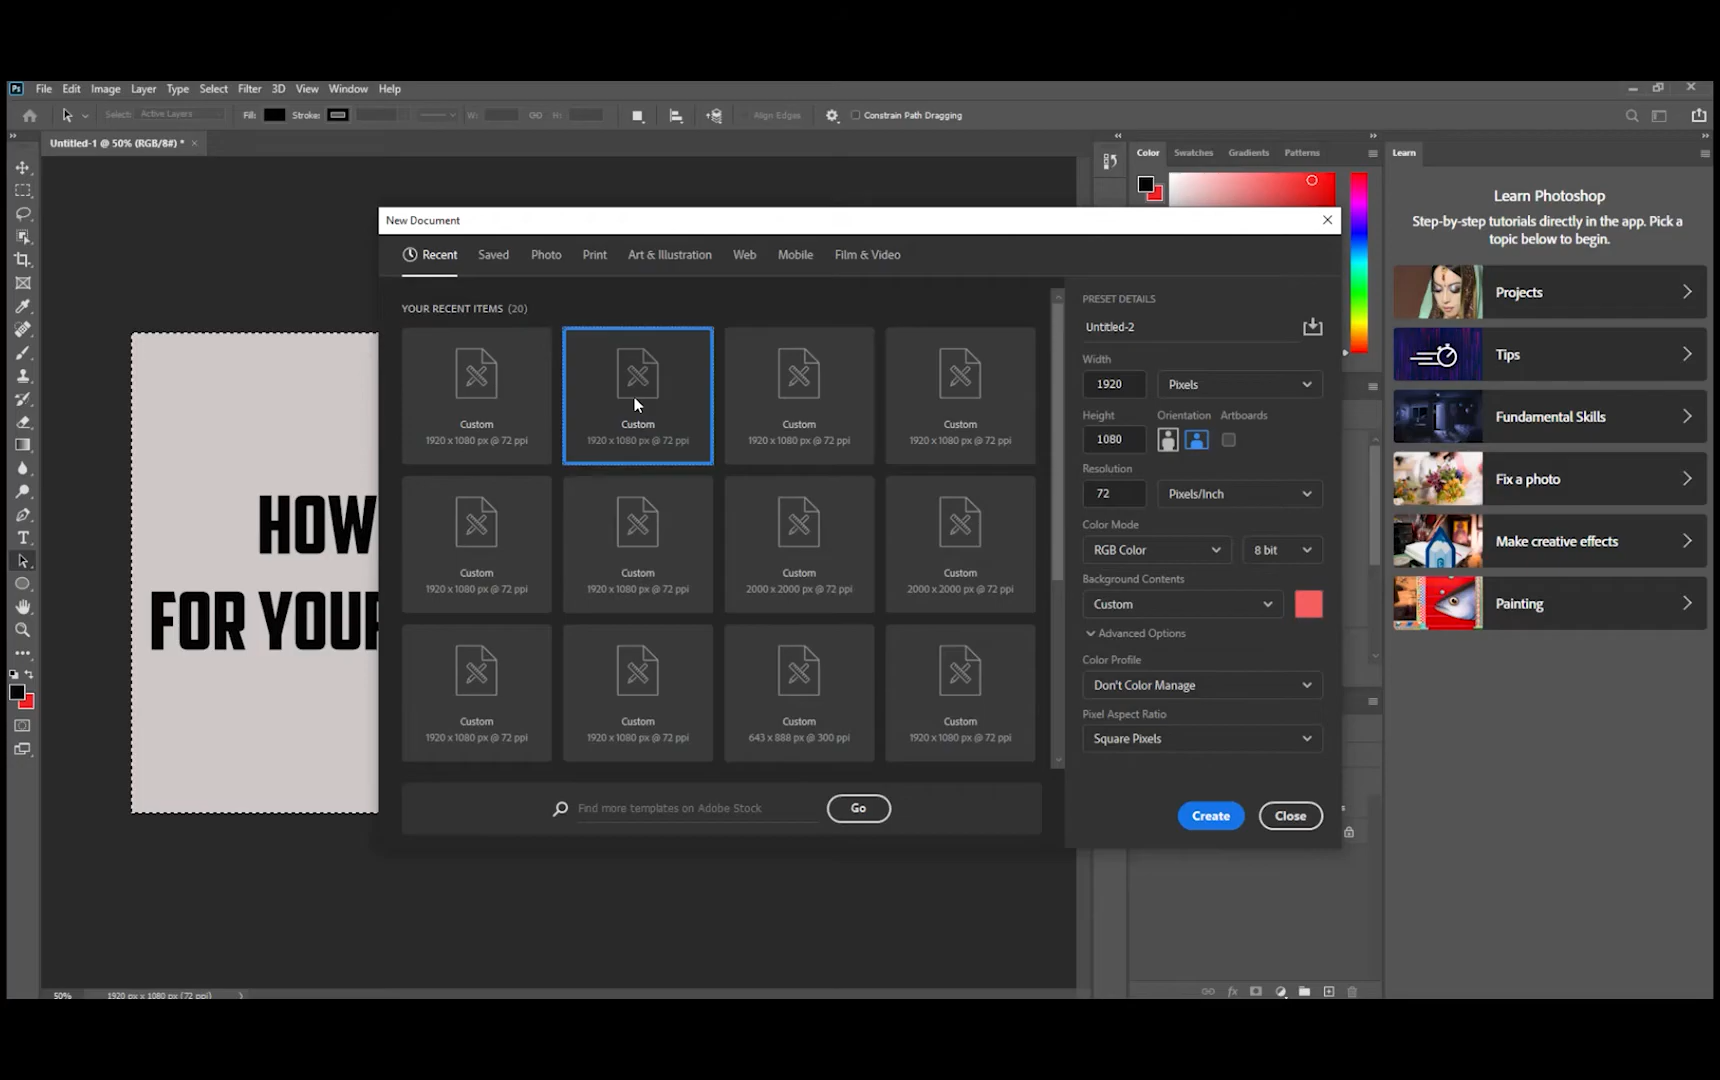 Ps File Edit Image Layer Type Select Filter 3D View Window Help
Select: Active Layers Fill: Stroke: W: GO H: Align Edges Constrain Path Dragging
Untitled-1 @ 50% (RGB/8#) * ×
Color Swatches Gradients Patterns
Learn
Learn Photoshop
Step-by-step tutorials directly in the app. Pick a
topic below to begin.
Projects
Tips
Fundamental Skills
Fix a photo
Make creative effects
Painting
HOW
FOR YOUR
New Document
Recent Saved Photo Print Art & Illustration Web Mobile Film & Video
YOUR RECENT ITEMS (20)
Custom Custom Custom Custom
1920 x 1080 px @ 72 ppi 1920 x 1080 px @ 72 ppi 1920 x 1080 px @ 72 ppi 1920 x 1080 px @ 72 ppi
Custom Custom Custom Custom
1920 x 1080 px @ 72 ppi 1920 x 1080 px @ 72 ppi 2000 x 2000 px @ 72 ppi 2000 x 2000 px @ 72 ppi
Custom Custom Custom Custom
1920 x 1080 px @ 72 ppi 1920 x 1080 px @ 72 ppi 643 x 888 px @ 300 ppi 1920 x 1080 px @ 72 ppi
Find more templates on Adobe Stock Go
PRESET DETAILS
Untitled-2
Width
1920 Pixels
Height Orientation Artboards
1080
Resolution
72 Pixels/Inch
Color Mode
RGB Color 8 bit
Background Contents
Custom
Advanced Options
Color Profile
Don't Color Manage
Pixel Aspect Ratio
Square Pixels
Create Close
T
fx
50% 1920 px x 1080 px (72 ppi)